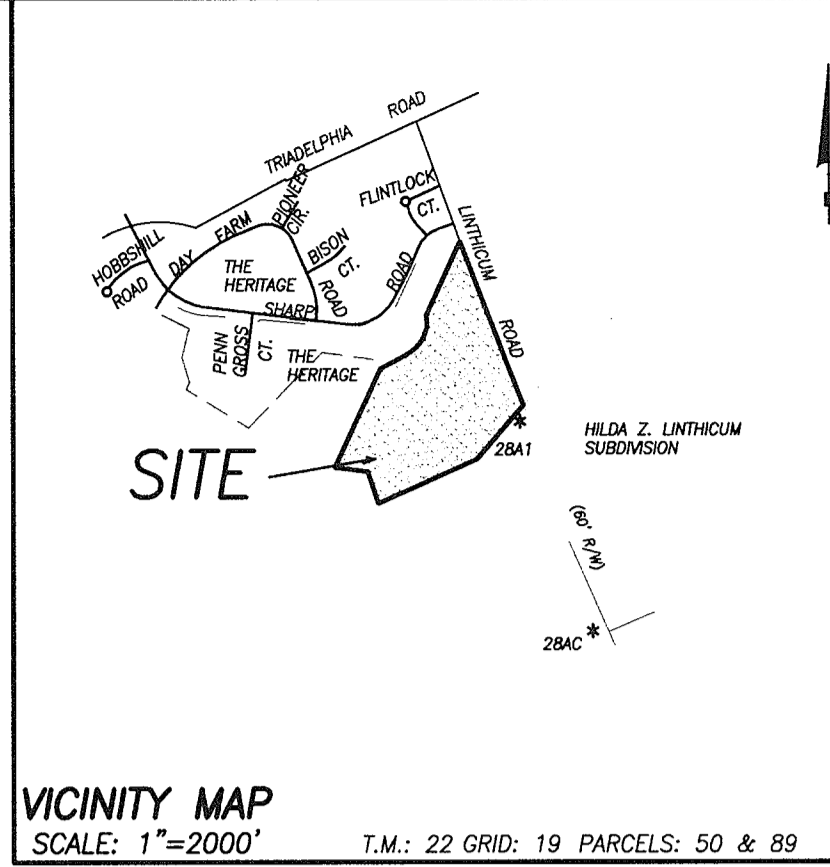 TRIADELPHIA ROAD
PIONEER
CIR.
FLINTLOCK
CT.
LINTHICUM
ROAD
HOBBSHILL
ROAD
DAY FARM
ROAD
BISON
CT.
THE
HERITAGE
SHARP
ROAD
PENN
GROSS
CT.
THE
HERITAGE
SITE
28A1
HILDA Z. LINTHICUM
SUBDIVISION
(60' R/W)
28AC
VICINITY MAP
SCALE: 1"=2000'
T.M.: 22 GRID: 19 PARCELS: 50 & 89